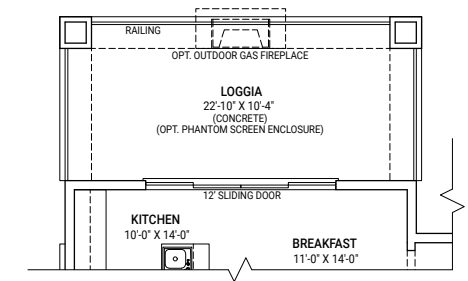 RAILING
OPT. OUTDOOR GAS FIREPLACE
LOGGIA
22'-10" X 10'-4"
(CONCRETE)
(OPT. PHANTOM SCREEN ENCLOSURE)
12' SLIDING DOOR
KITCHEN
10'-0" X 14'-0"
BREAKFAST
11'-0" X 14'-0"